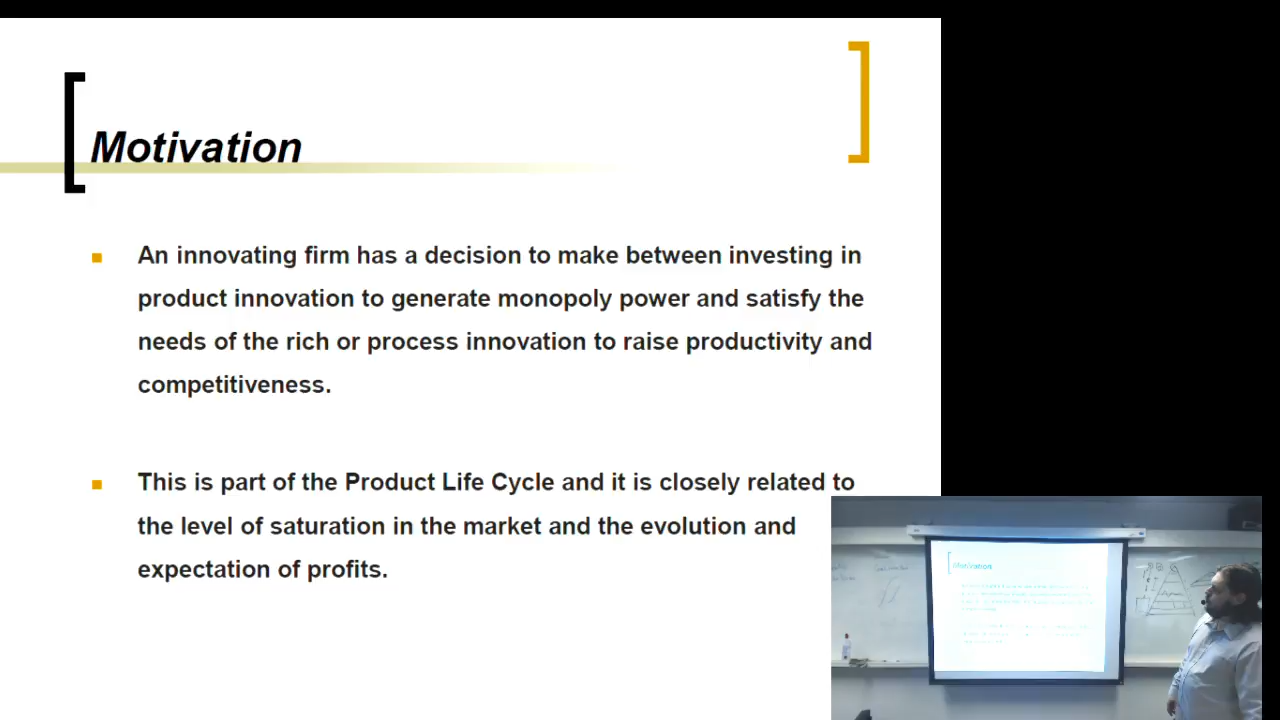 Motivation
An innovating firm has a decision to make between investing in
product innovation to generate monopoly power and satisfy the
needs of the rich or process innovation to raise productivity and
competitiveness.
This is part of the Product Life Cycle and it is closely related to
the level of saturation in the market and the evolution and
expectation of profits.
Motivation